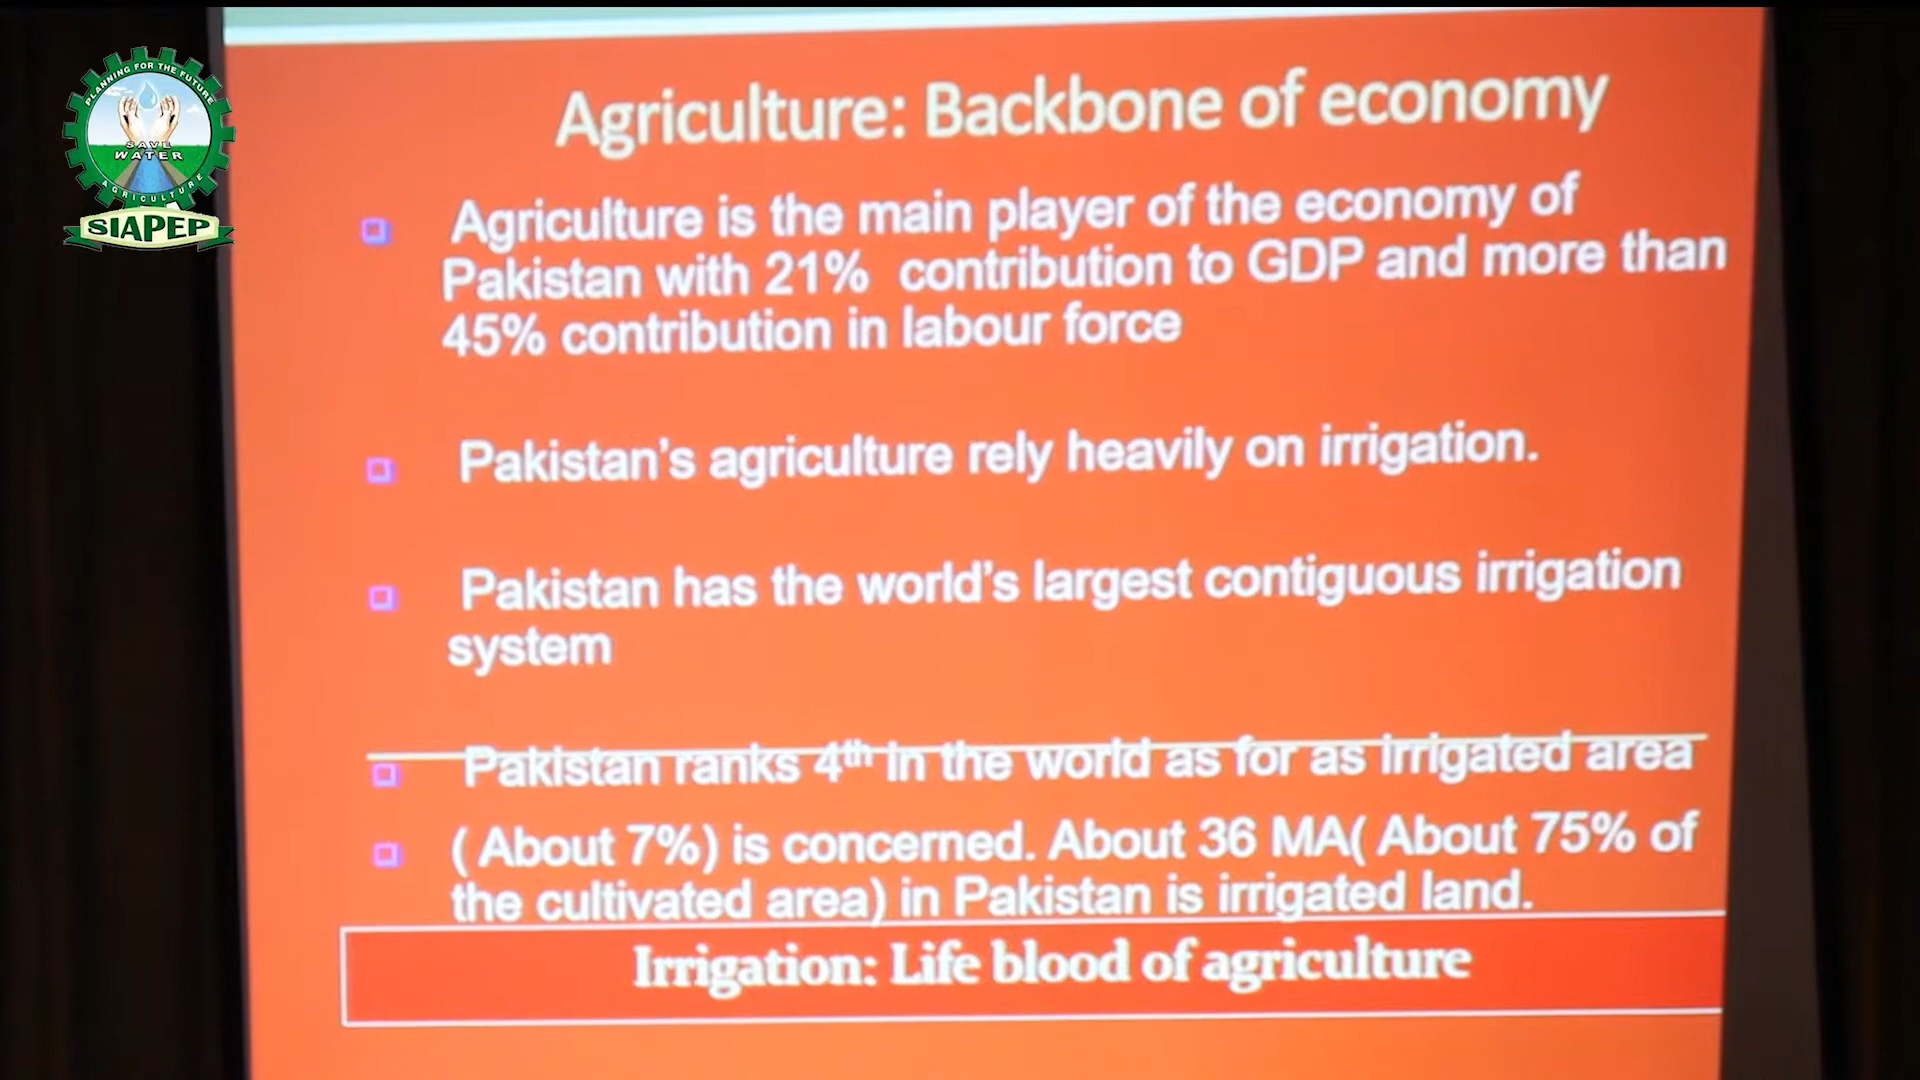 PLANNING FOR THE FUTURE
SAVE
WATER
AGRICULTURE
SIAPEP
Agriculture: Backbone of economy
Agriculture is the main player of the economy of
Pakistan with 21% contribution to GDP and more than
45% contribution in labour force
Pakistan's agriculture rely heavily on irrigation.
Pakistan has the world's largest contiguous irrigation
system
Pakistan ranks 4th in the world as for as irrigated area
( About 7%) is concerned. About 36 MA( About 75% of
the cultivated area) in Pakistan is irrigated land.
Irrigation: Life blood of agriculture